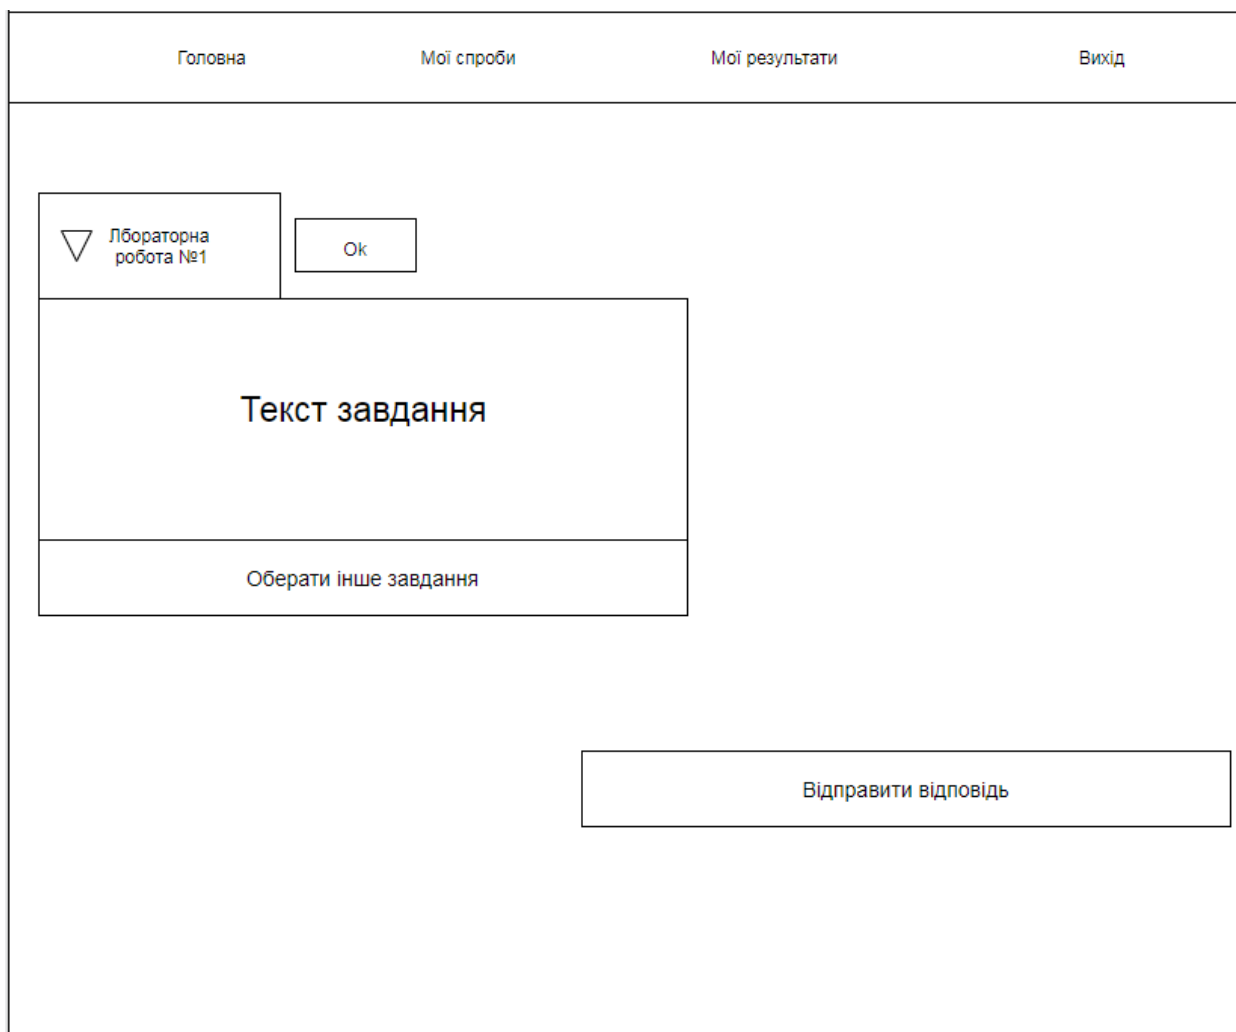 Головна
Мої спроби
Мої результати
Вихід
Лбораторна
робота №1
Ok
Текст завдання
Оберати інше завдання
Відправити відповідь